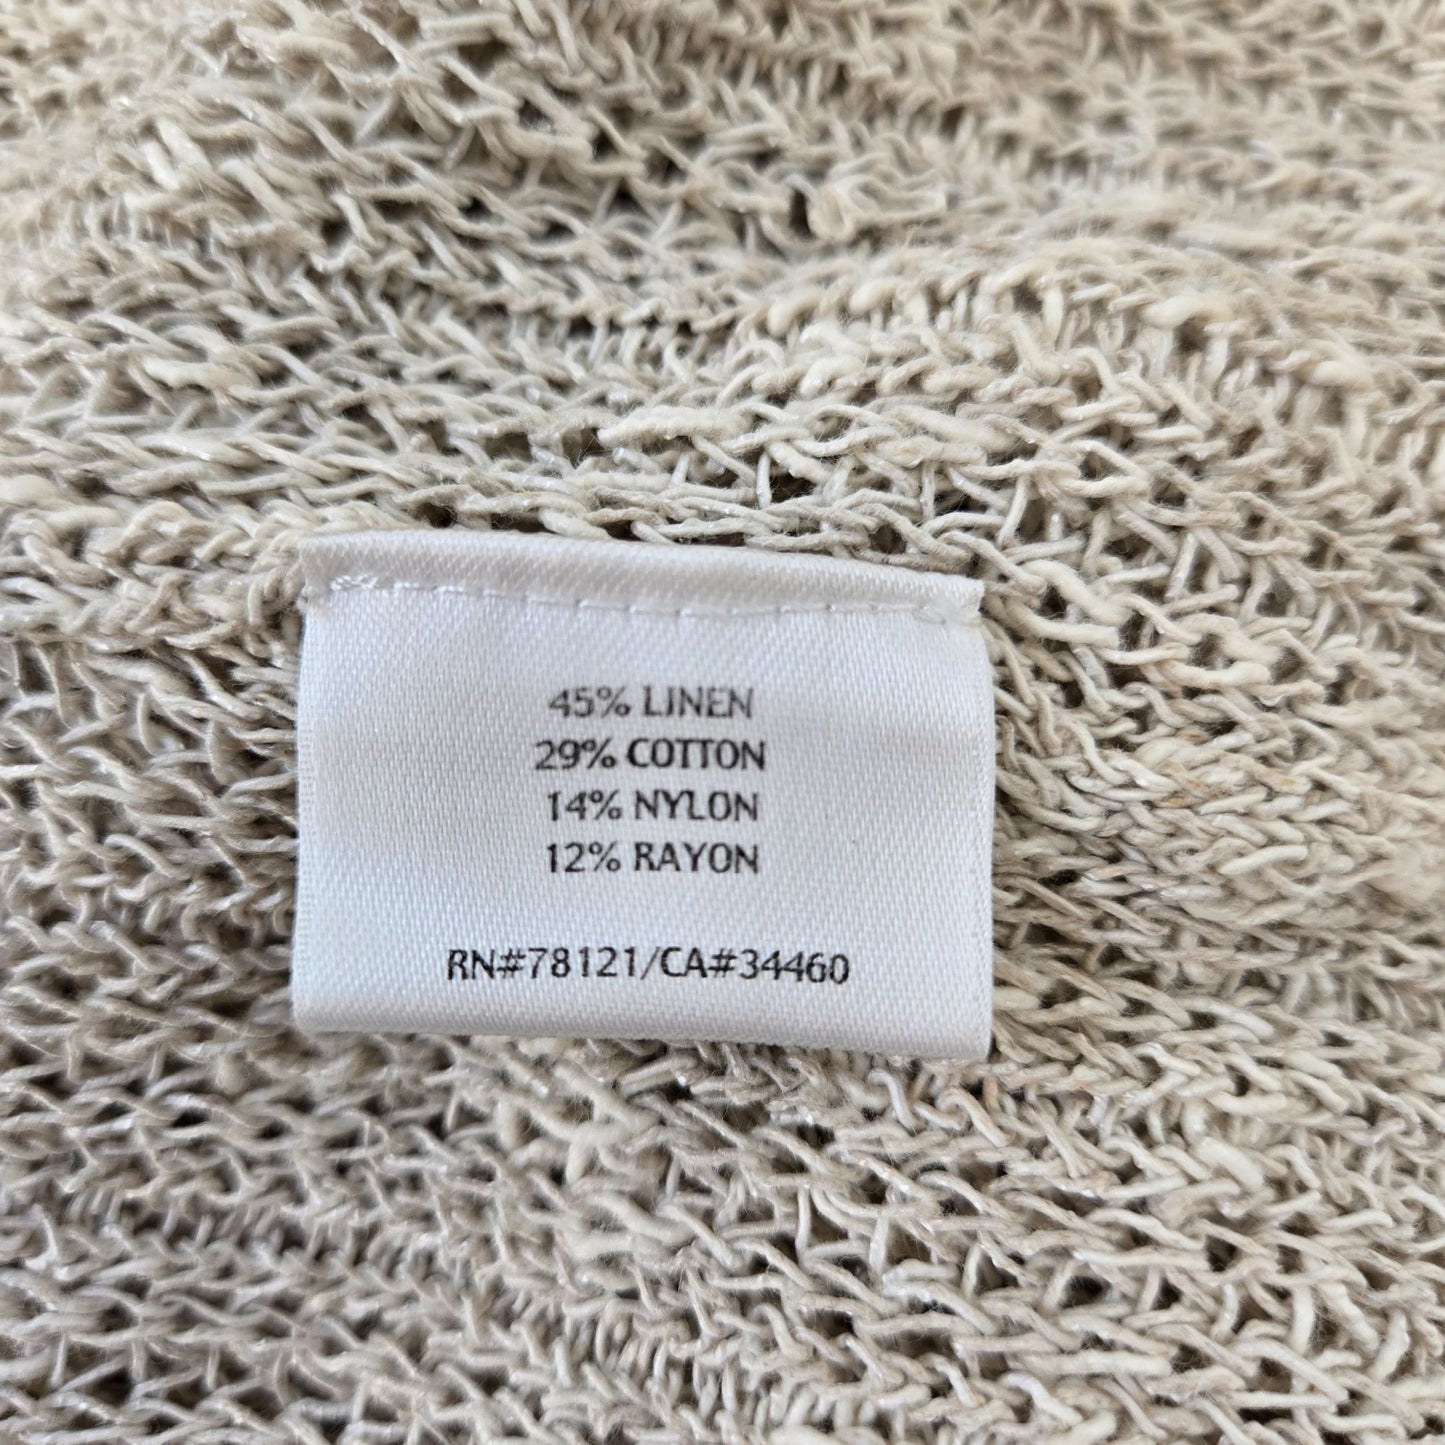 45% LINEN
29% COTTON
14% NYLON
12% RAYON
RN#78121/CA#34460